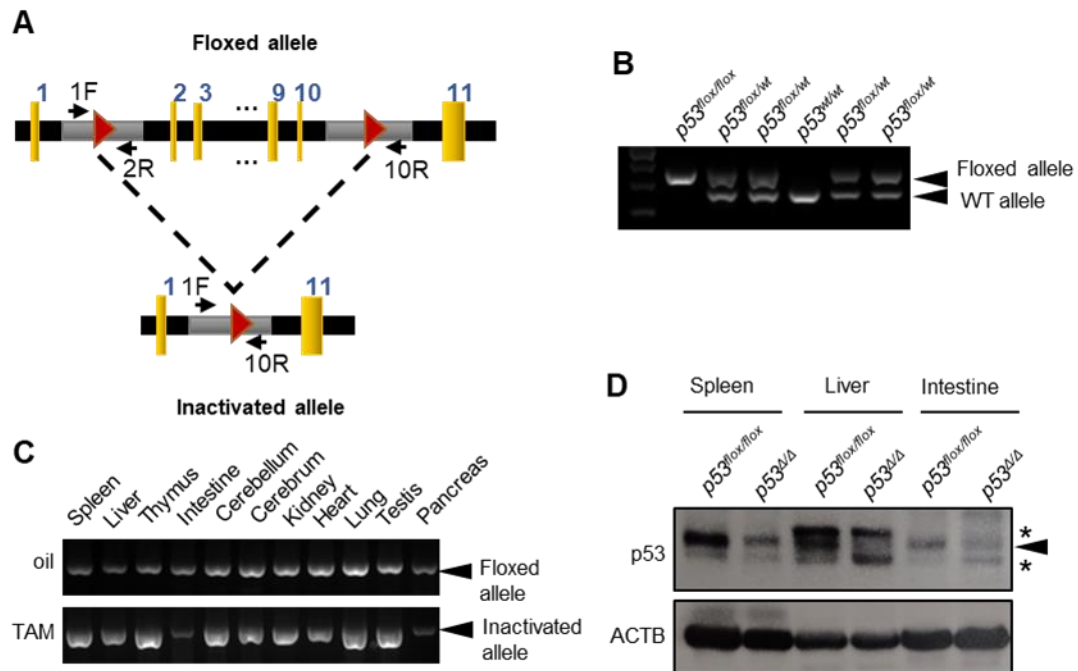 A
Floxed allele
1 1F 2 3 ... 9 10 11
2R ... 10R
1 1F 11
10R
Inactivated allele
B
p53flox/flox p53flox/wt p53flox/wt p53wt/wt p53flox/wt p53flox/wt
Floxed allele
WT allele
C
Spleen Liver Thymus Intestine Cerebellum Cerebrum Kidney Heart Lung Testis Pancreas
oil
Floxed
allele
TAM
Inactivated
allele
D
Spleen Liver Intestine
p53flox/flox p53Δ/Δ p53flox/flox p53Δ/Δ p53flox/flox p53Δ/Δ
p53 *
*
ACTB